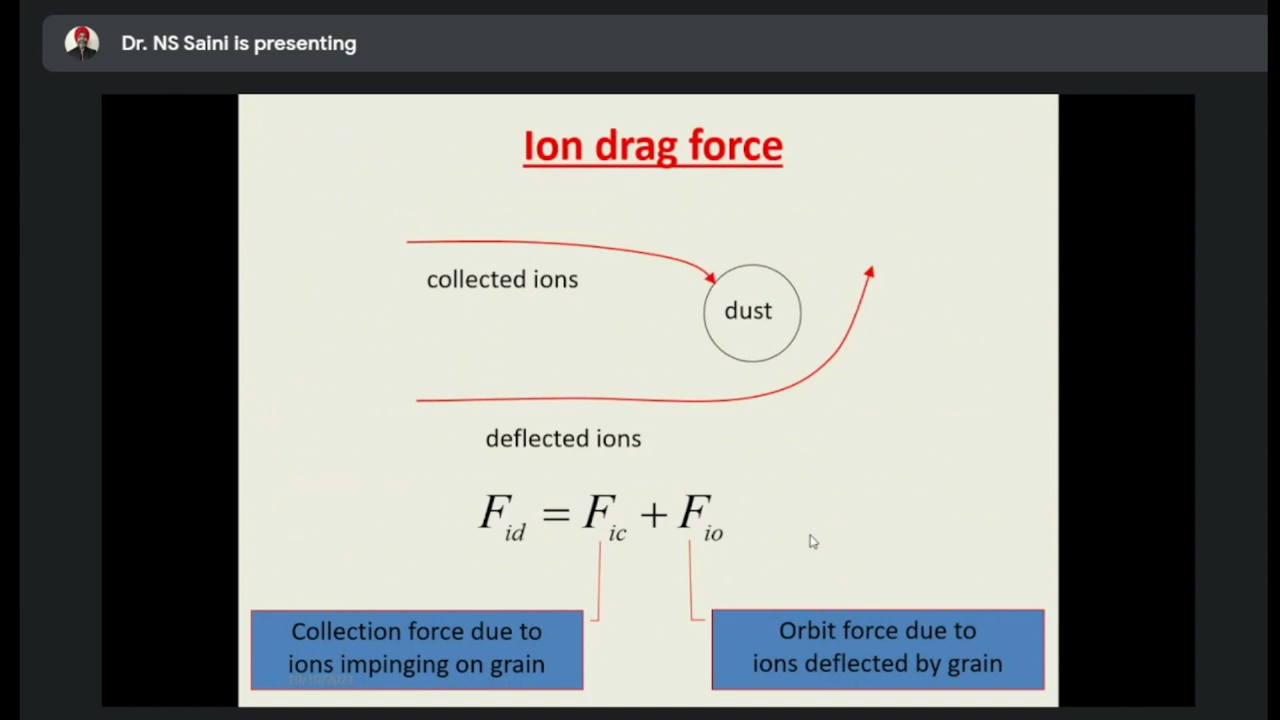 Dr. NS Saini is presenting
Ion drag force
collected ions
dust
deflected ions
F_id = F_ic + F_io
Collection force due to
ions impinging on grain
Orbit force due to
ions deflected by grain